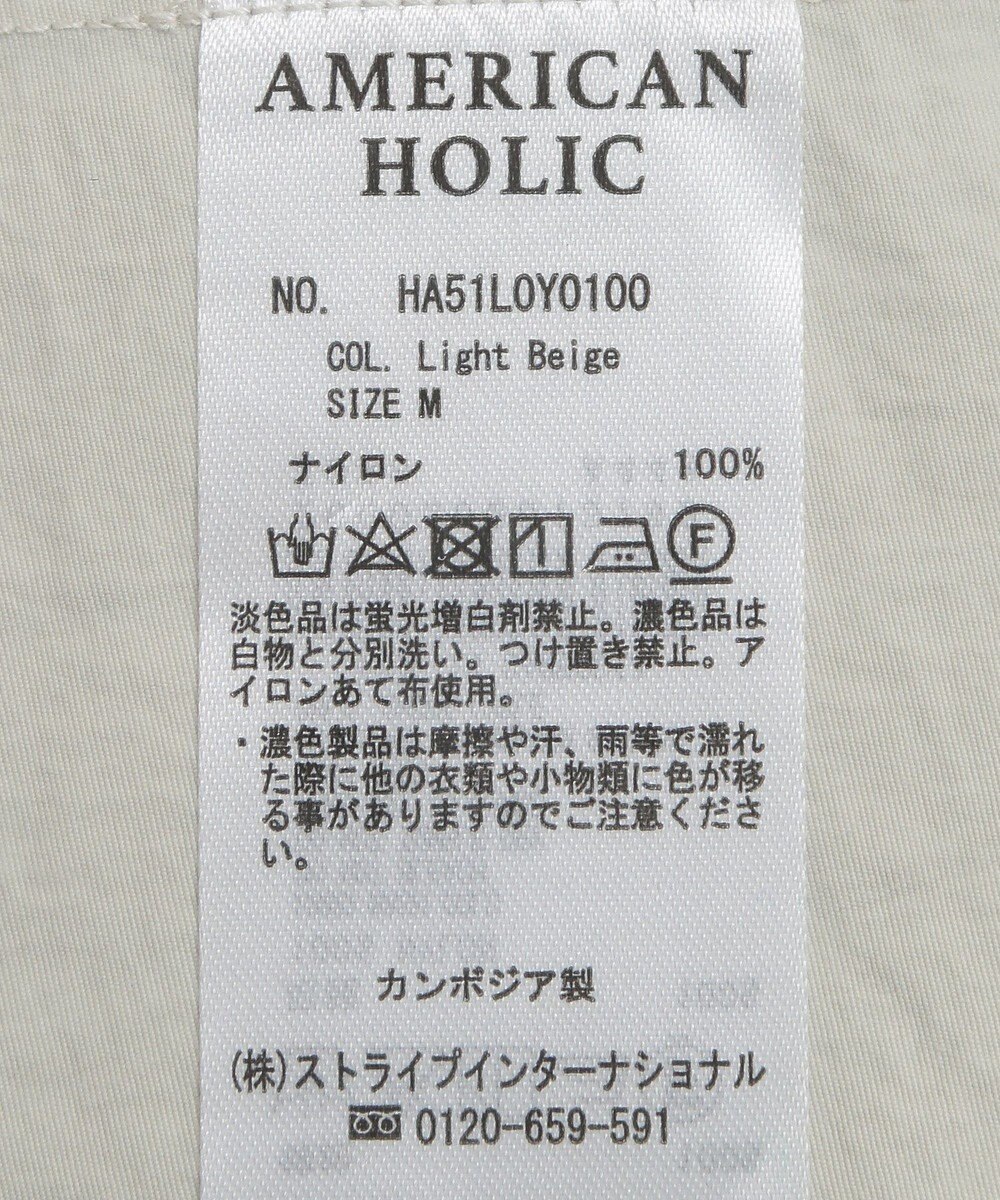 AMERICAN
HOLIC
NO. HA51L0Y0100
COL. Light Beige
SIZE M
ナイロン 100%
F
淡色品は蛍光増白剤禁止。濃色品は
白物と分別洗い。つけ置き禁止。ア
イロンあて布使用。
・濃色製品は摩擦や汗、雨等で濡れ
た際に他の衣類や小物類に色が移
る事がありますのでご注意くださ
い。
カンボジア製
(株)ストライプインターナショナル
0120-659-591